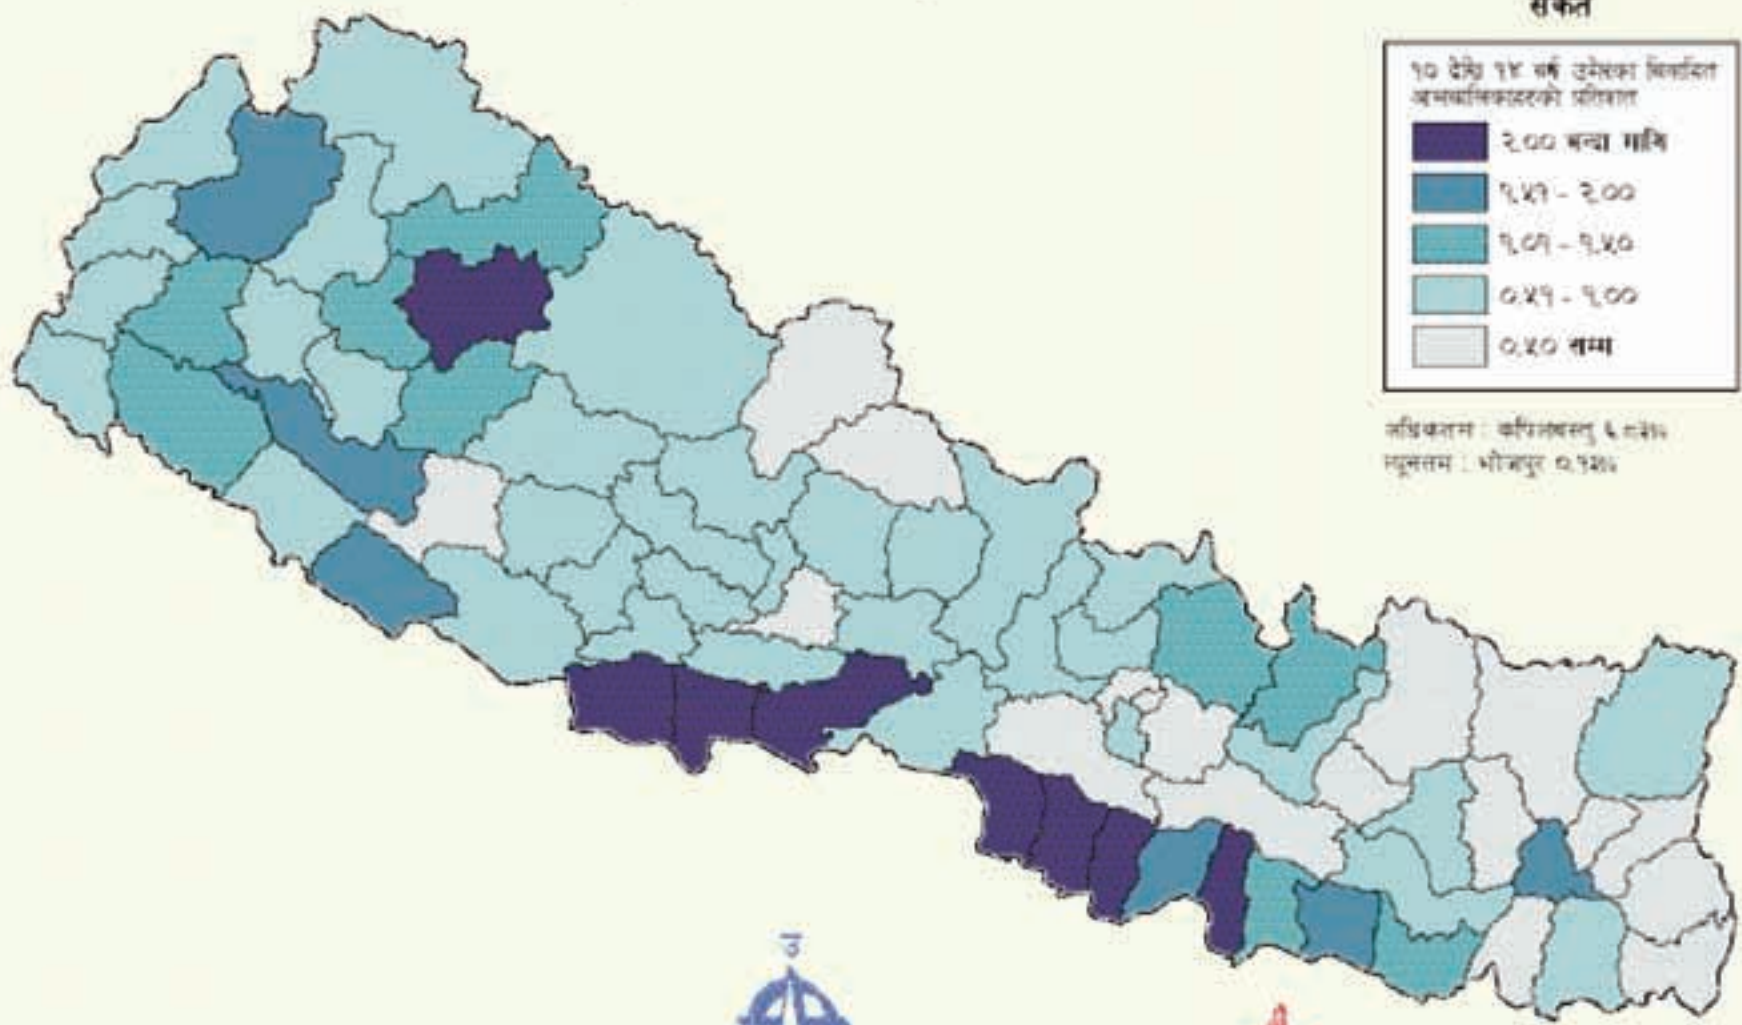 संकेत
१० देखि १४ वर्ष उमेरका विवाहित
बालबालिकाहरुको प्रतिशत
२.०० भन्दा माथि
१.५१ - २.००
१.०१ - १.५०
०.५१ - १.००
०.५० सम्म
अधिकतम : कपिलवस्तु
न्यूनतम : भोजपुर
उ